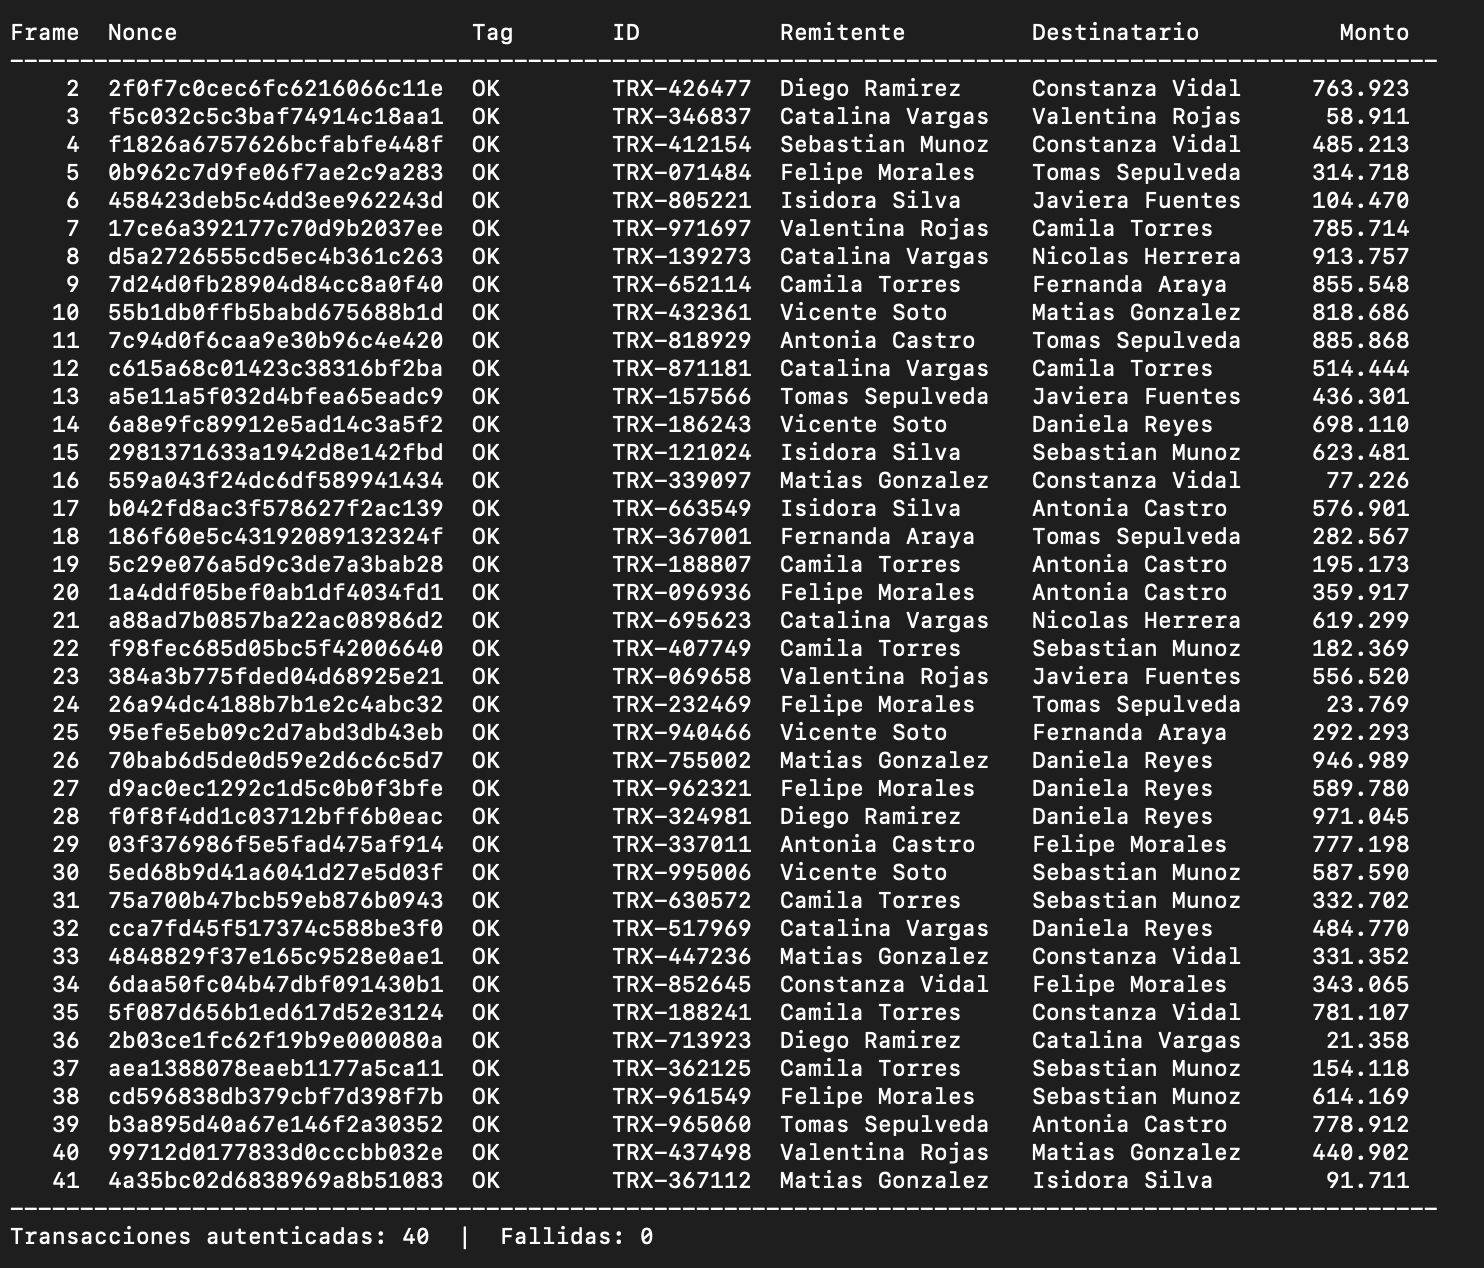 Frame  Nonce                     Tag       ID          Remitente         Destinatario          Monto
------------------------------------------------------------------------------------------------------
    2  2f0f7c0cec6fc6216066c11e  OK        TRX-426477  Diego Ramirez     Constanza Vidal     763.923
    3  f5c032c5c3baf74914c18aa1  OK        TRX-346837  Catalina Vargas   Valentina Rojas      58.911
    4  f1826a6757626bcfabfe448f  OK        TRX-412154  Sebastian Munoz   Constanza Vidal     485.213
    5  0b962c7d9fe06f7ae2c9a283  OK        TRX-071484  Felipe Morales    Tomas Sepulveda     314.718
    6  458423deb5c4dd3ee962243d  OK        TRX-805221  Isidora Silva     Javiera Fuentes     104.470
    7  17ce6a392177c70d9b2037ee  OK        TRX-971697  Valentina Rojas   Camila Torres       785.714
    8  d5a2726555cd5ec4b361c263  OK        TRX-139273  Catalina Vargas   Nicolas Herrera     913.757
    9  7d24d0fb28904d84cc8a0f40  OK        TRX-652114  Camila Torres     Fernanda Araya      855.548
   10  55b1db0ffb5babd675688b1d  OK        TRX-432361  Vicente Soto      Matias Gonzalez     818.686
   11  7c94d0f6caa9e30b96c4e420  OK        TRX-818929  Antonia Castro    Tomas Sepulveda     885.868
   12  c615a68c01423c38316bf2ba  OK        TRX-871181  Catalina Vargas   Camila Torres       514.444
   13  a5e11a5f032d4bfea65eadc9  OK        TRX-157566  Tomas Sepulveda   Javiera Fuentes     436.301
   14  6a8e9fc89912e5ad14c3a5f2  OK        TRX-186243  Vicente Soto      Daniela Reyes       698.110
   15  2981371633a1942d8e142fbd  OK        TRX-121024  Isidora Silva     Sebastian Munoz     623.481
   16  559a043f24dc6df589941434  OK        TRX-339097  Matias Gonzalez   Constanza Vidal      77.226
   17  b042fd8ac3f578627f2ac139  OK        TRX-663549  Isidora Silva     Antonia Castro      576.901
   18  186f60e5c43192089132324f  OK        TRX-367001  Fernanda Araya    Tomas Sepulveda     282.567
   19  5c29e076a5d9c3de7a3bab28  OK        TRX-188807  Camila Torres     Antonia Castro      195.173
   20  1a4ddf05bef0ab1df4034fd1  OK        TRX-096936  Felipe Morales    Antonia Castro      359.917
   21  a88ad7b0857ba22ac08986d2  OK        TRX-695623  Catalina Vargas   Nicolas Herrera     619.299
   22  f98fec685d05bc5f42006640  OK        TRX-407749  Camila Torres     Sebastian Munoz     182.369
   23  384a3b775fded04d68925e21  OK        TRX-069658  Valentina Rojas   Javiera Fuentes     556.520
   24  26a94dc4188b7b1e2c4abc32  OK        TRX-232469  Felipe Morales    Tomas Sepulveda      23.769
   25  95efe5eb09c2d7abd3db43eb  OK        TRX-940466  Vicente Soto      Fernanda Araya      292.293
   26  70bab6d5de0d59e2d6c6c5d7  OK        TRX-755002  Matias Gonzalez   Daniela Reyes       946.989
   27  d9ac0ec1292c1d5c0b0f3bfe  OK        TRX-962321  Felipe Morales    Daniela Reyes       589.780
   28  f0f8f4dd1c03712bff6b0eac  OK        TRX-324981  Diego Ramirez     Daniela Reyes       971.045
   29  03f376986f5e5fad475af914  OK        TRX-337011  Antonia Castro    Felipe Morales      777.198
   30  5ed68b9d41a6041d27e5d03f  OK        TRX-995006  Vicente Soto      Sebastian Munoz     587.590
   31  75a700b47bcb59eb876b0943  OK        TRX-630572  Camila Torres     Sebastian Munoz     332.702
   32  cca7fd45f517374c588be3f0  OK        TRX-517969  Catalina Vargas   Daniela Reyes       484.770
   33  4848829f37e165c9528e0ae1  OK        TRX-447236  Matias Gonzalez   Constanza Vidal     331.352
   34  6daa50fc04b47dbf091430b1  OK        TRX-852645  Constanza Vidal   Felipe Morales      343.065
   35  5f087d656b1ed617d52e3124  OK        TRX-188241  Camila Torres     Constanza Vidal     781.107
   36  2b03ce1fc62f19b9e000080a  OK        TRX-713923  Diego Ramirez     Catalina Vargas      21.358
   37  aea1388078eaeb1177a5ca11  OK        TRX-362125  Camila Torres     Sebastian Munoz     154.118
   38  cd596838db379cbf7d398f7b  OK        TRX-961549  Felipe Morales    Sebastian Munoz     614.169
   39  b3a895d40a67e146f2a30352  OK        TRX-965060  Tomas Sepulveda   Antonia Castro      778.912
   40  99712d0177833d0cccbb032e  OK        TRX-437498  Valentina Rojas   Matias Gonzalez     440.902
   41  4a35bc02d6838969a8b51083  OK        TRX-367112  Matias Gonzalez   Isidora Silva        91.711
------------------------------------------------------------------------------------------------------
Transacciones autenticadas: 40  |  Fallidas: 0